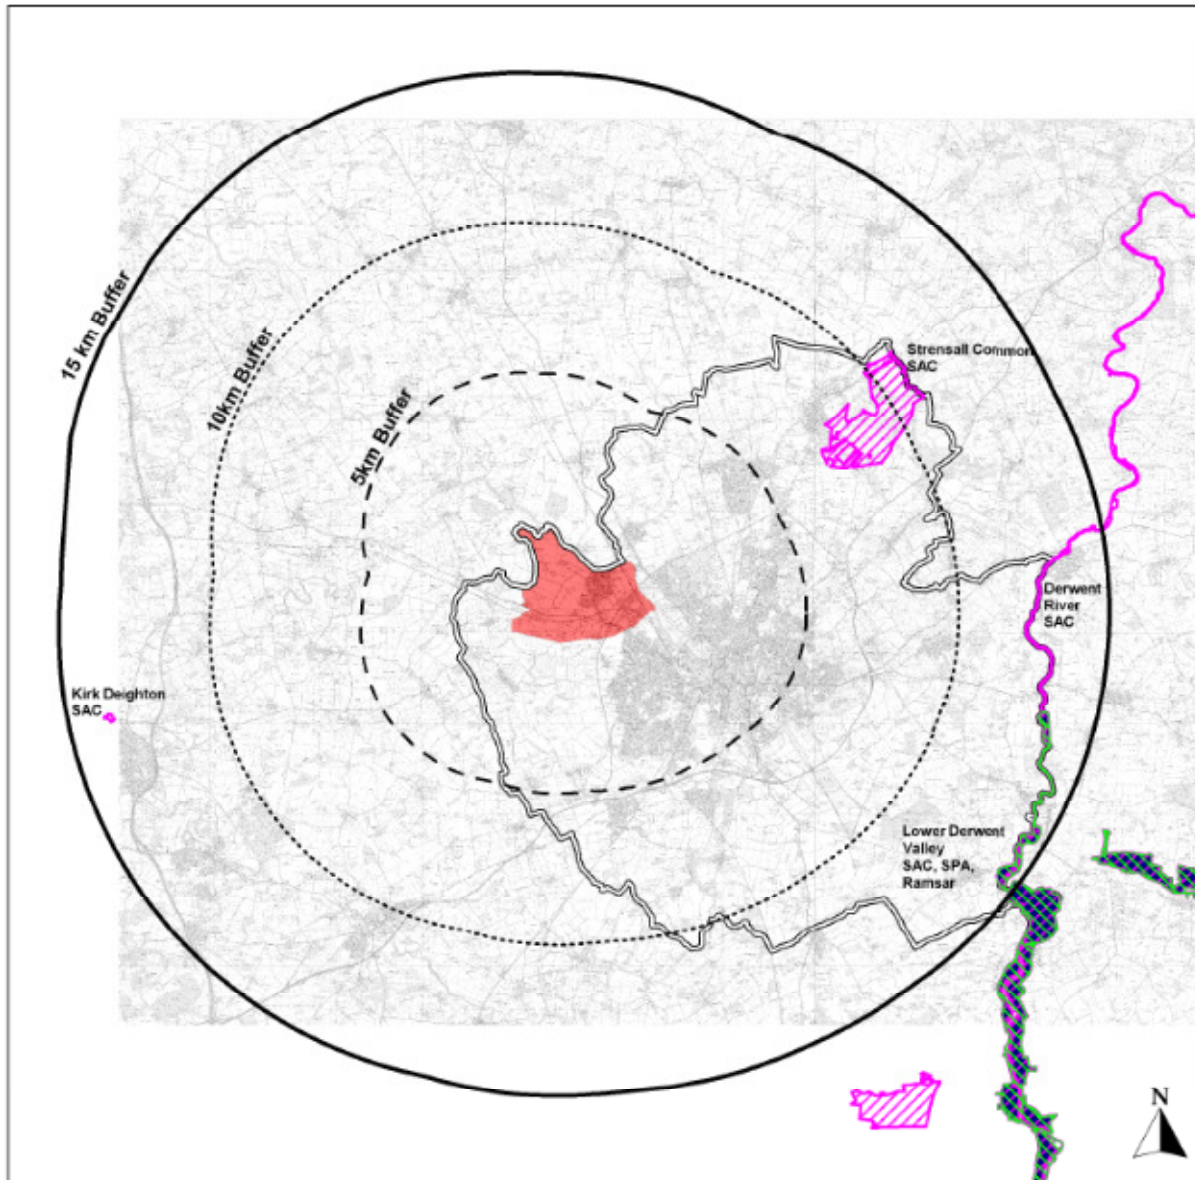 15 km Buffer
10km Buffer
5km Buffer
Strensall Common
SAC
Derwent
River
SAC
Kirk Deighton
SAC
Lower Derwent
Valley
SAC, SPA,
Ramsar
N